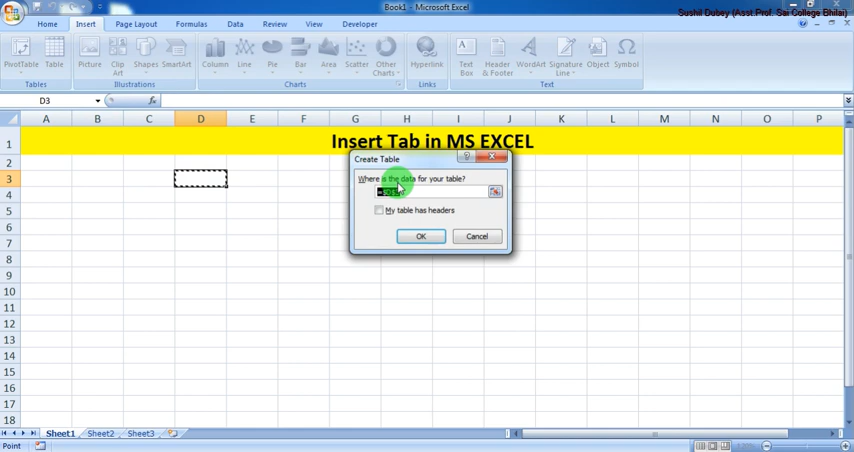 Book1 - Microsoft Excel
Sushil Dubey (Asst.Prof. Sai College Bhilai)
Home Insert Page Layout Formulas Data Review View Developer
PivotTable Table Picture Clip Art Shapes SmartArt Column Line Pie Bar Area Scatter Other Charts Hyperlink Text Box Header & Footer WordArt Signature Line Object Symbol
Tables Illustrations Charts Links Text
D3 fx
A B C D E F G H I J K L M N O P
1 Insert Tab in MS EXCEL
2
3
4
5
6
7
8
9
10
11
12
13
14
15
16
17
18
Create Table
Where is the data for your table?
My table has headers
OK Cancel
Sheet1 Sheet2 Sheet3
Point